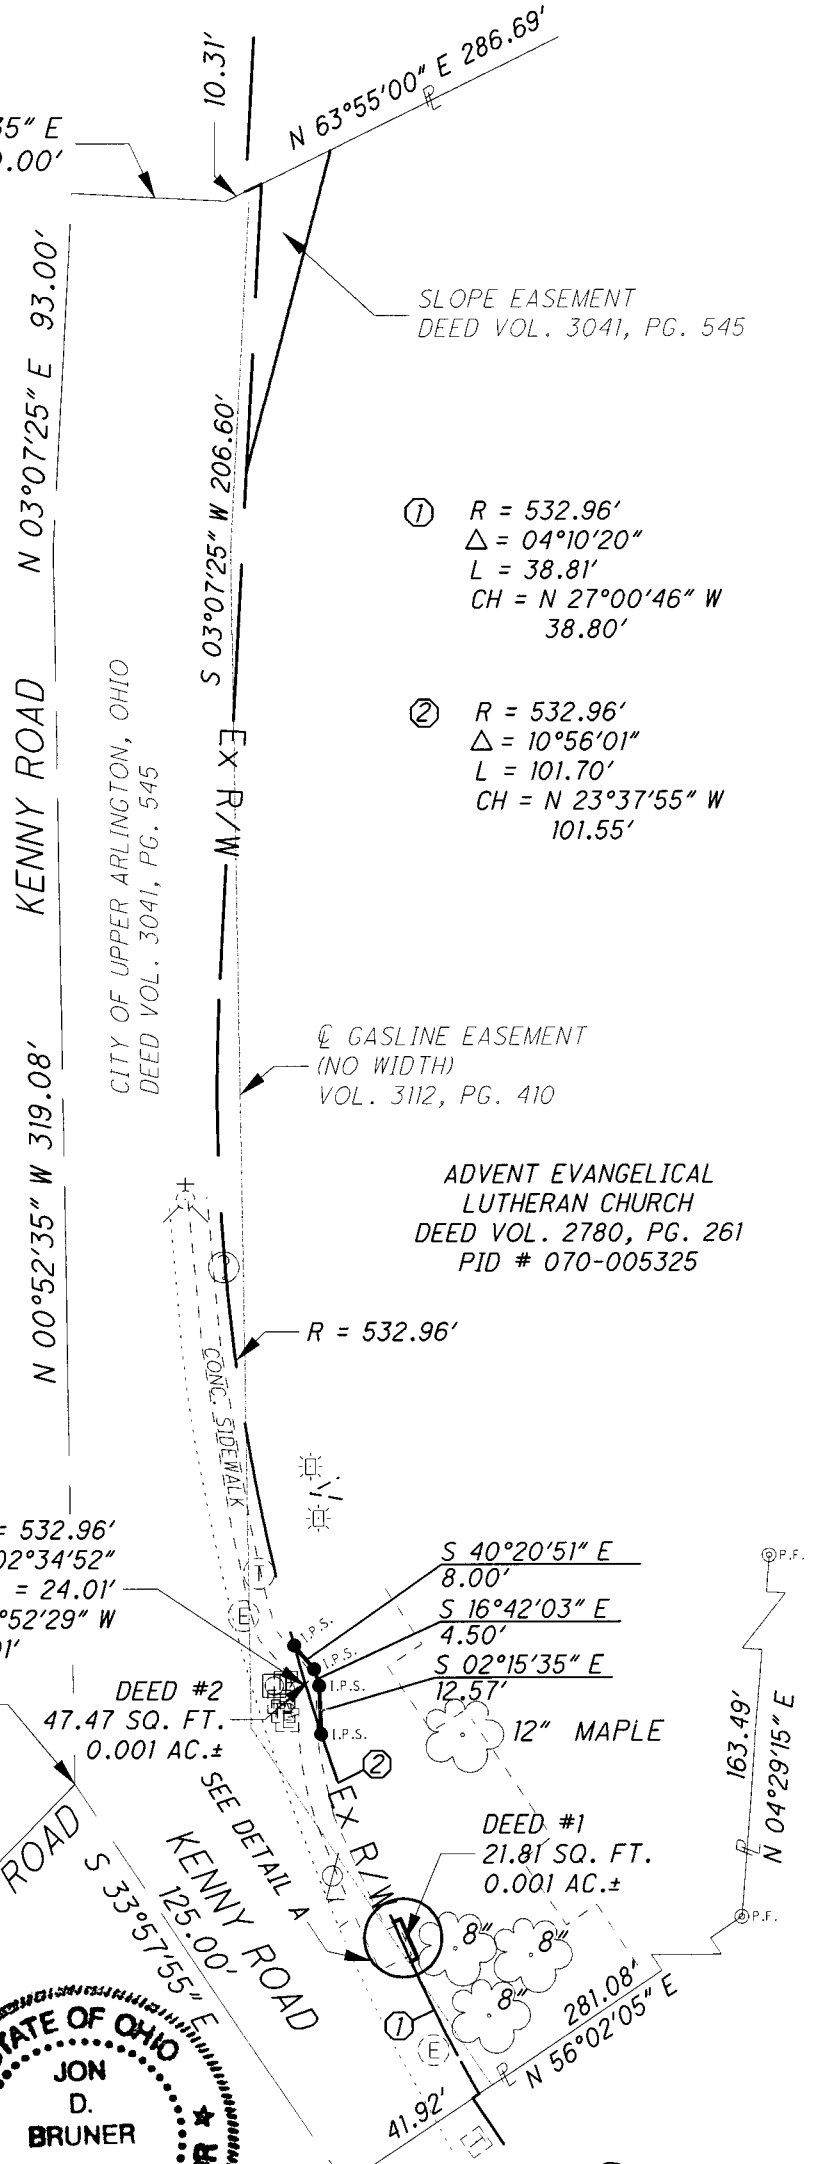 10.31'
N 63°55'00" E 286.69'
35" E
.00'
N 03°07'25" E 93.00'
SLOPE EASEMENT
DEED VOL. 3041, PG. 545
S 03°07'25" W 206.60'
① R = 532.96'
△ = 04°10'20"
L = 38.81'
CH = N 27°00'46" W
38.80'
② R = 532.96'
△ = 10°56'01"
L = 101.70'
CH = N 23°37'55" W
101.55'
KENNY ROAD
CITY OF UPPER ARLINGTON, OHIO
DEED VOL. 3041, PG. 545
Ex R/W
N 00°52'35" W 319.08'
℄ GASLINE EASEMENT
(NO WIDTH)
VOL. 3112, PG. 410
ADVENT EVANGELICAL
LUTHERAN CHURCH
DEED VOL. 2780, PG. 261
PID # 070-005325
R = 532.96'
CONC. SIDEWALK
= 532.96'
02°34'52"
= 24.01'
°52'29" W
01'
T
E
S 40°20'51" E
8.00'
S 16°42'03" E
4.50'
S 02°15'35" E
12.57'
I.P.S.
I.P.S.
I.P.S.
I.P.S.
P.F.
DEED #2
47.47 SQ. FT.
0.001 AC.±
②
12" MAPLE
163.49'
N 04°29'15" E
SEE DETAIL A
Ex R/W
DEED #1
21.81 SQ. FT.
0.001 AC.±
ROAD
KENNY ROAD
125.00'
S 33°57'55" E
P.F.
8"
8"
8"
①
E
281.08'
N 56°02'05" E
41.92'
T
STATE OF OHIO
JON
D.
BRUNER